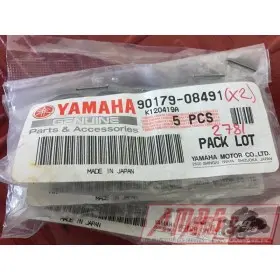 YAMAHA
GENUINE
Parts & Accessories
90179-08491 (X2)
K120419A
5 PCS
278!
PACK LOT
MADE IN JAPAN
YAMAHA MOTOR CO., LTD.
MADE IN JAPAN